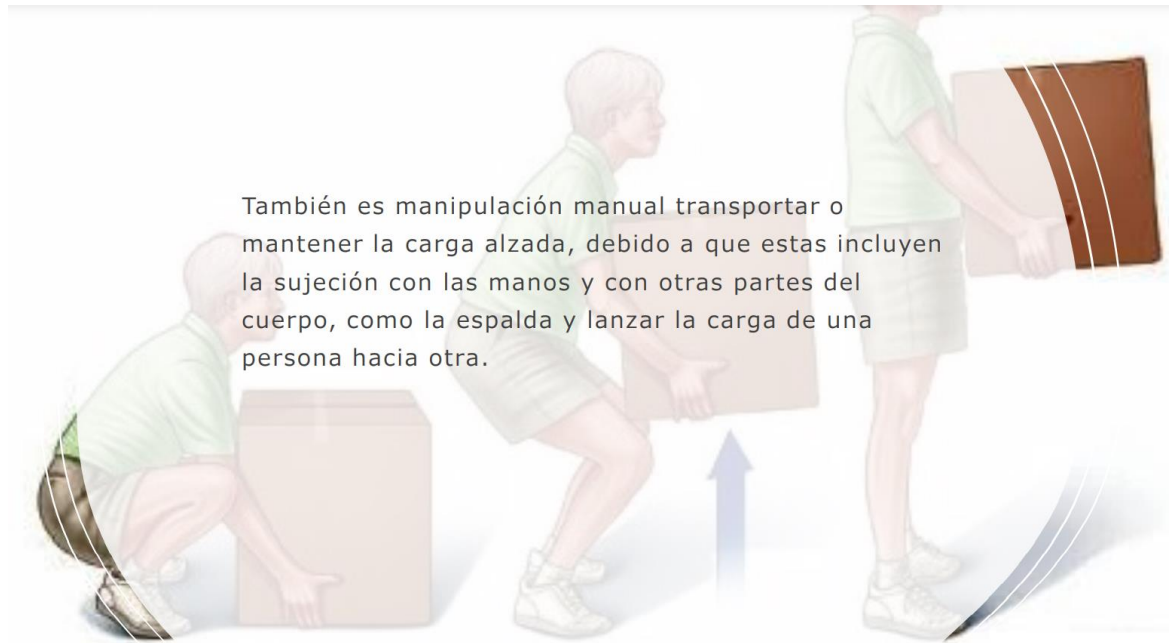 También es manipulación manual transportar o
mantener la carga alzada, debido a que estas incluyen
la sujeción con las manos y con otras partes del
cuerpo, como la espalda y lanzar la carga de una
persona hacia otra.